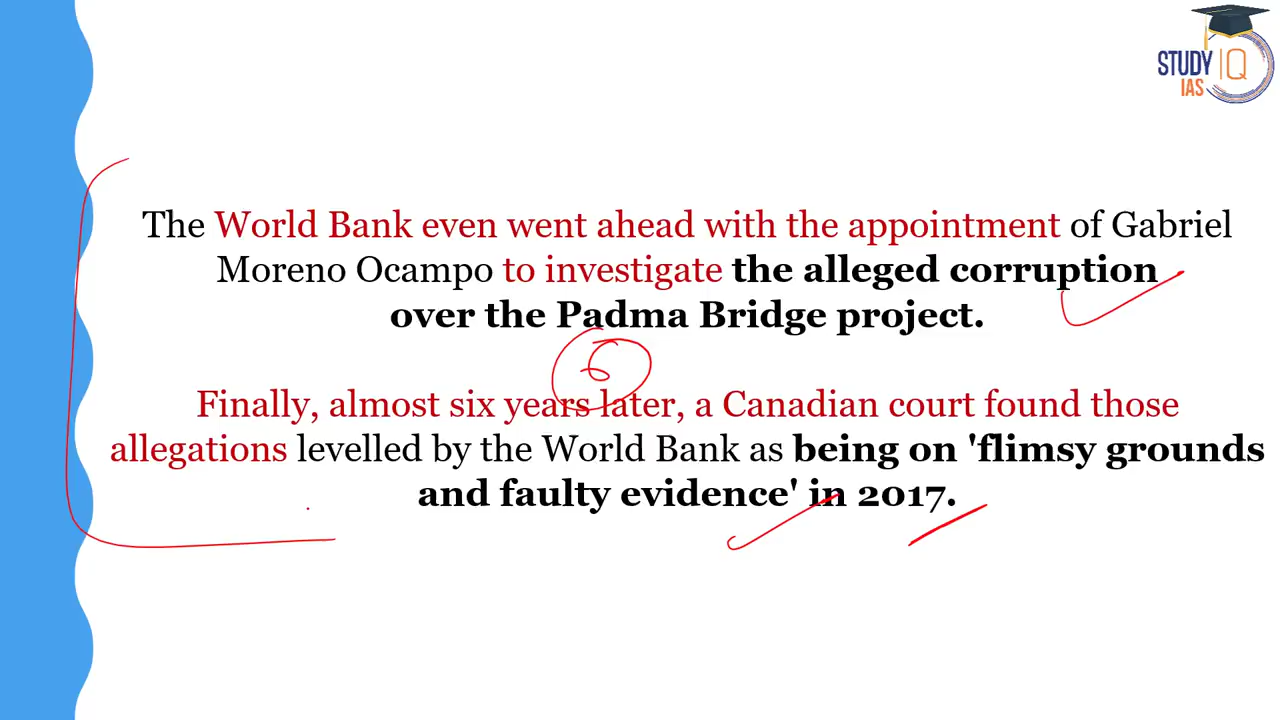 STUDY IQ
IAS
The World Bank even went ahead with the appointment of Gabriel
Moreno Ocampo to investigate the alleged corruption
over the Padma Bridge project.
6
Finally, almost six years later, a Canadian court found those
allegations levelled by the World Bank as being on 'flimsy grounds
and faulty evidence' in 2017.